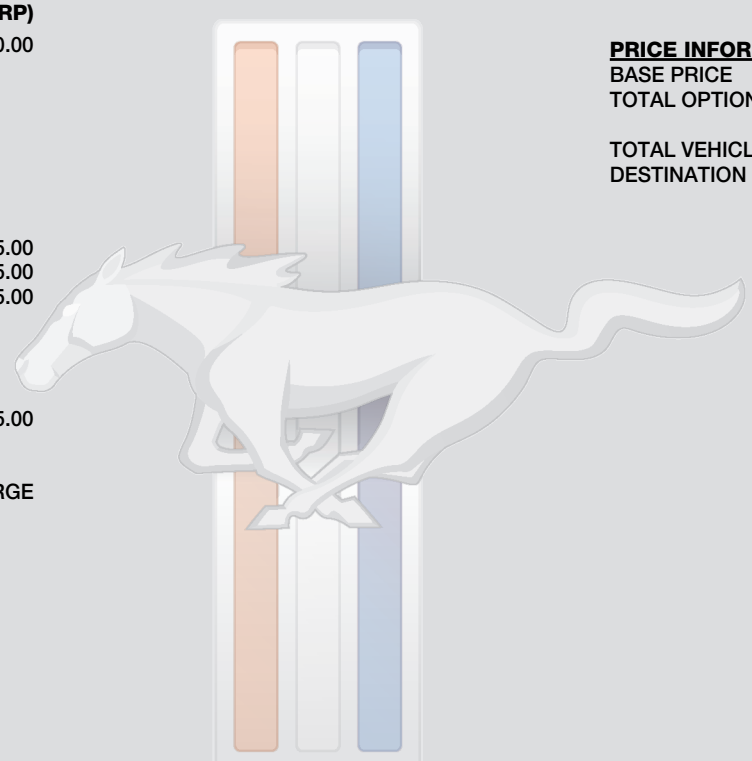 RP)
0.00
5.00
5.00
5.00
5.00
RGE
PRICE INFOR
BASE PRICE
TOTAL OPTION
TOTAL VEHICL
DESTINATION